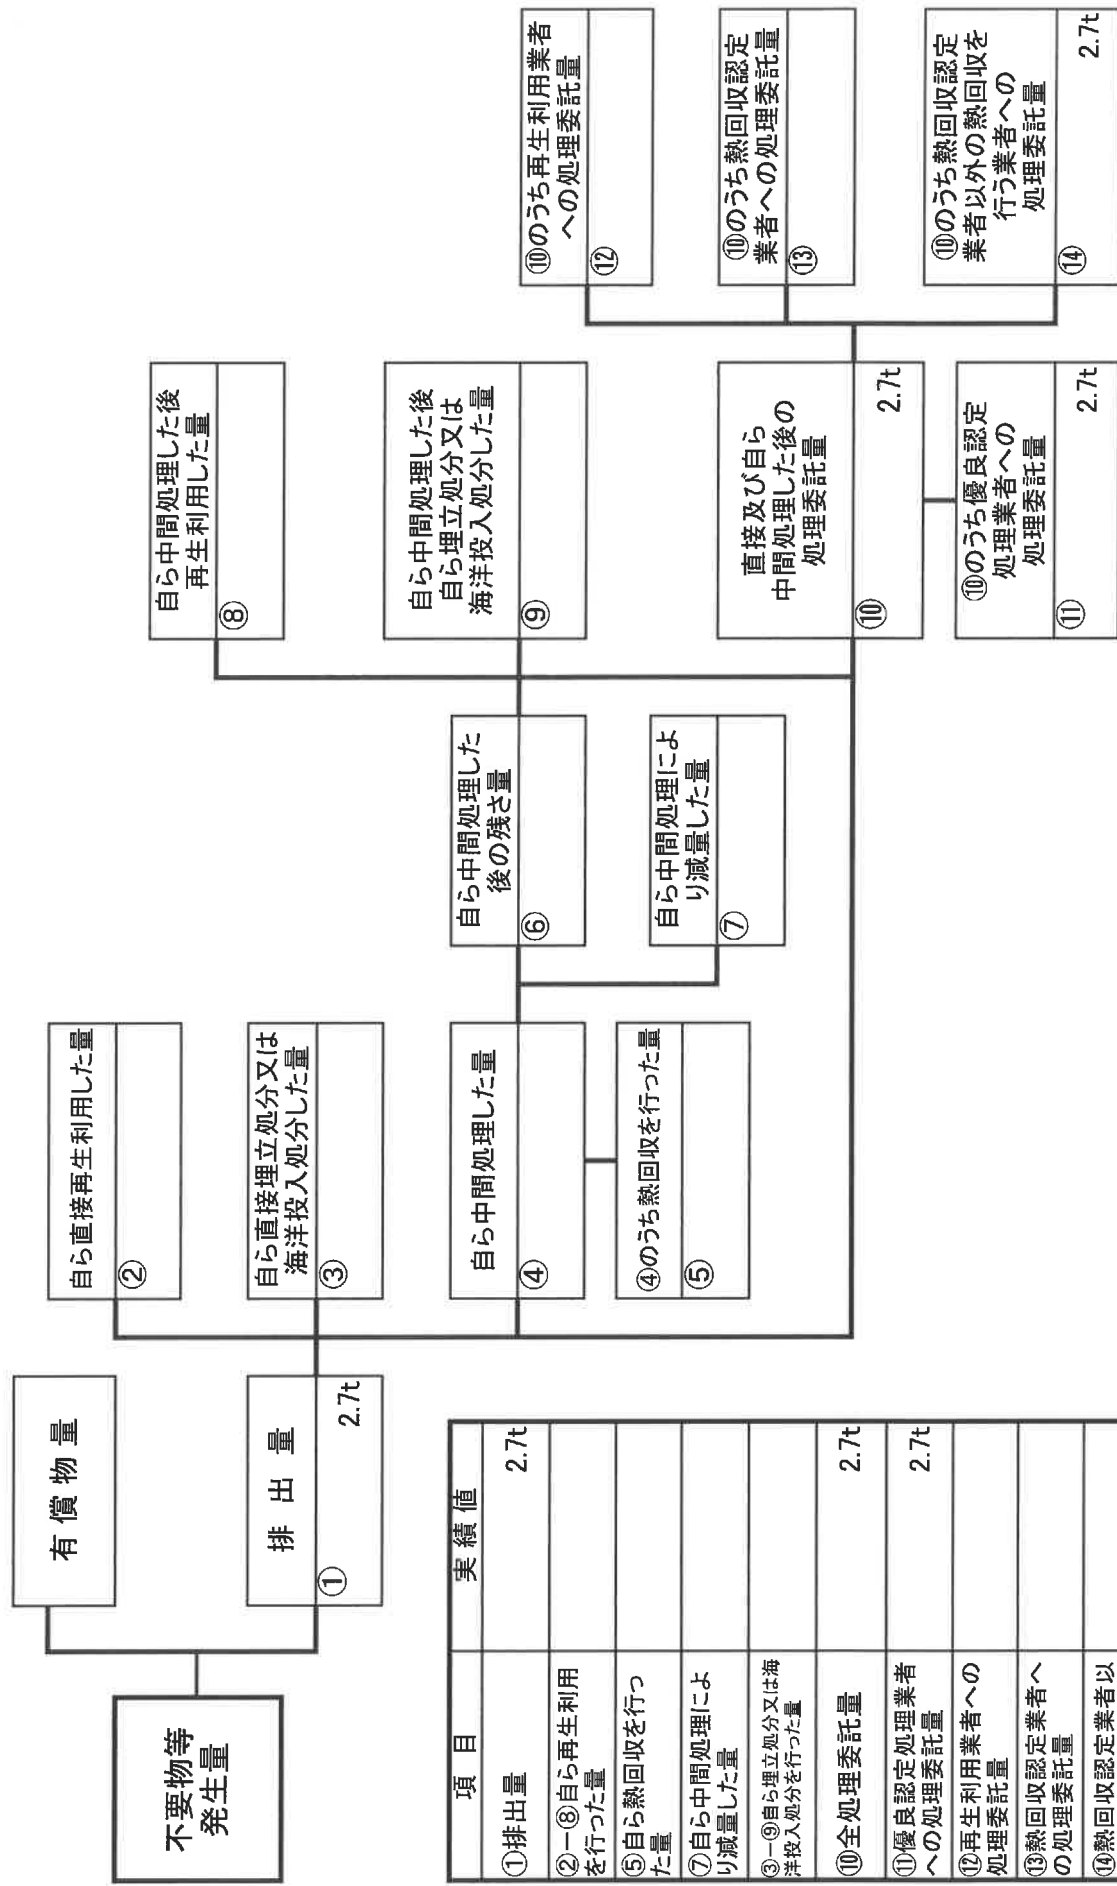 不要物等
発生量
有償物量
排出量
① 2.7t
自ら直接再生利用した量
②
自ら直接埋立処分又は
海洋投入処分した量
③
自ら中間処理した量
④
④のうち熱回収を行った量
⑤
自ら中間処理した
後の残さ量
⑥
自ら中間処理によ
り減量した量
⑦
自ら中間処理した後
再生利用した量
⑧
自ら中間処理した後
自ら埋立処分又は
海洋投入処分した量
⑨
直接及び自ら
中間処理した後の
処理委託量
⑩ 2.7t
⑩のうち優良認定
処理業者への
処理委託量
⑪ 2.7t
⑩のうち再生利用業者
への処理委託量
⑫
⑩のうち熱回収認定
業者への処理委託量
⑬
⑩のうち熱回収認定
業者以外の熱回収を
行う業者への
処理委託量
⑭ 2.7t
項目 実績値
①排出量 2.7t
②ー⑧自ら再生利用
を行った量
⑤自ら熱回収を行っ
た量
⑦自ら中間処理によ
り減量した量
③ー⑨自ら埋立処分又は海
洋投入処分を行った量
⑩全処理委託量 2.7t
⑪優良認定処理業者
への処理委託量 2.7t
⑫再生利用業者への
処理委託量
⑬熱回収認定業者へ
の処理委託量
⑭熱回収認定業者以